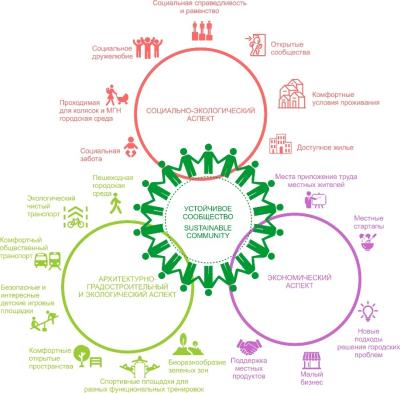 Социальная справедливость
и равенство
Социальное
дружелюбие
Открытые
сообщества
Проходимая
для колясок и МГН
городская среда
Комфортные
условия проживания
СОЦИАЛЬНО-ЭКОЛОГИЧЕСКИЙ
АСПЕКТ
Социальная
забота
Доступное жилье
Пешеходная
городская
среда
Места приложение труда
местных жителей
Экологический
чистый
транспорт
УСТОЙЧИВОЕ
СООБЩЕСТВО
SUSTAINABLE
COMMUNITY
Местные
стартапы
Комфортный
общественный
транспорт
АРХИТЕКТУРНО
ГРАДОСТРОИТЕЛЬНЫЙ
И ЭКОЛОГИЧЕСКИЙ АСПЕКТ
ЭКОНОМИЧЕСКИЙ
АСПЕКТ
Безопасные и
интересные
детские игровые
площадки
Новые
подходы
решения городских
проблем
Комфортные
открытые
пространства
Биоразнообразие
зеленых зон
Поддержка
местных
продуктов
Малый
бизнес
Спортивные площадки для
разных функциональных тренировок